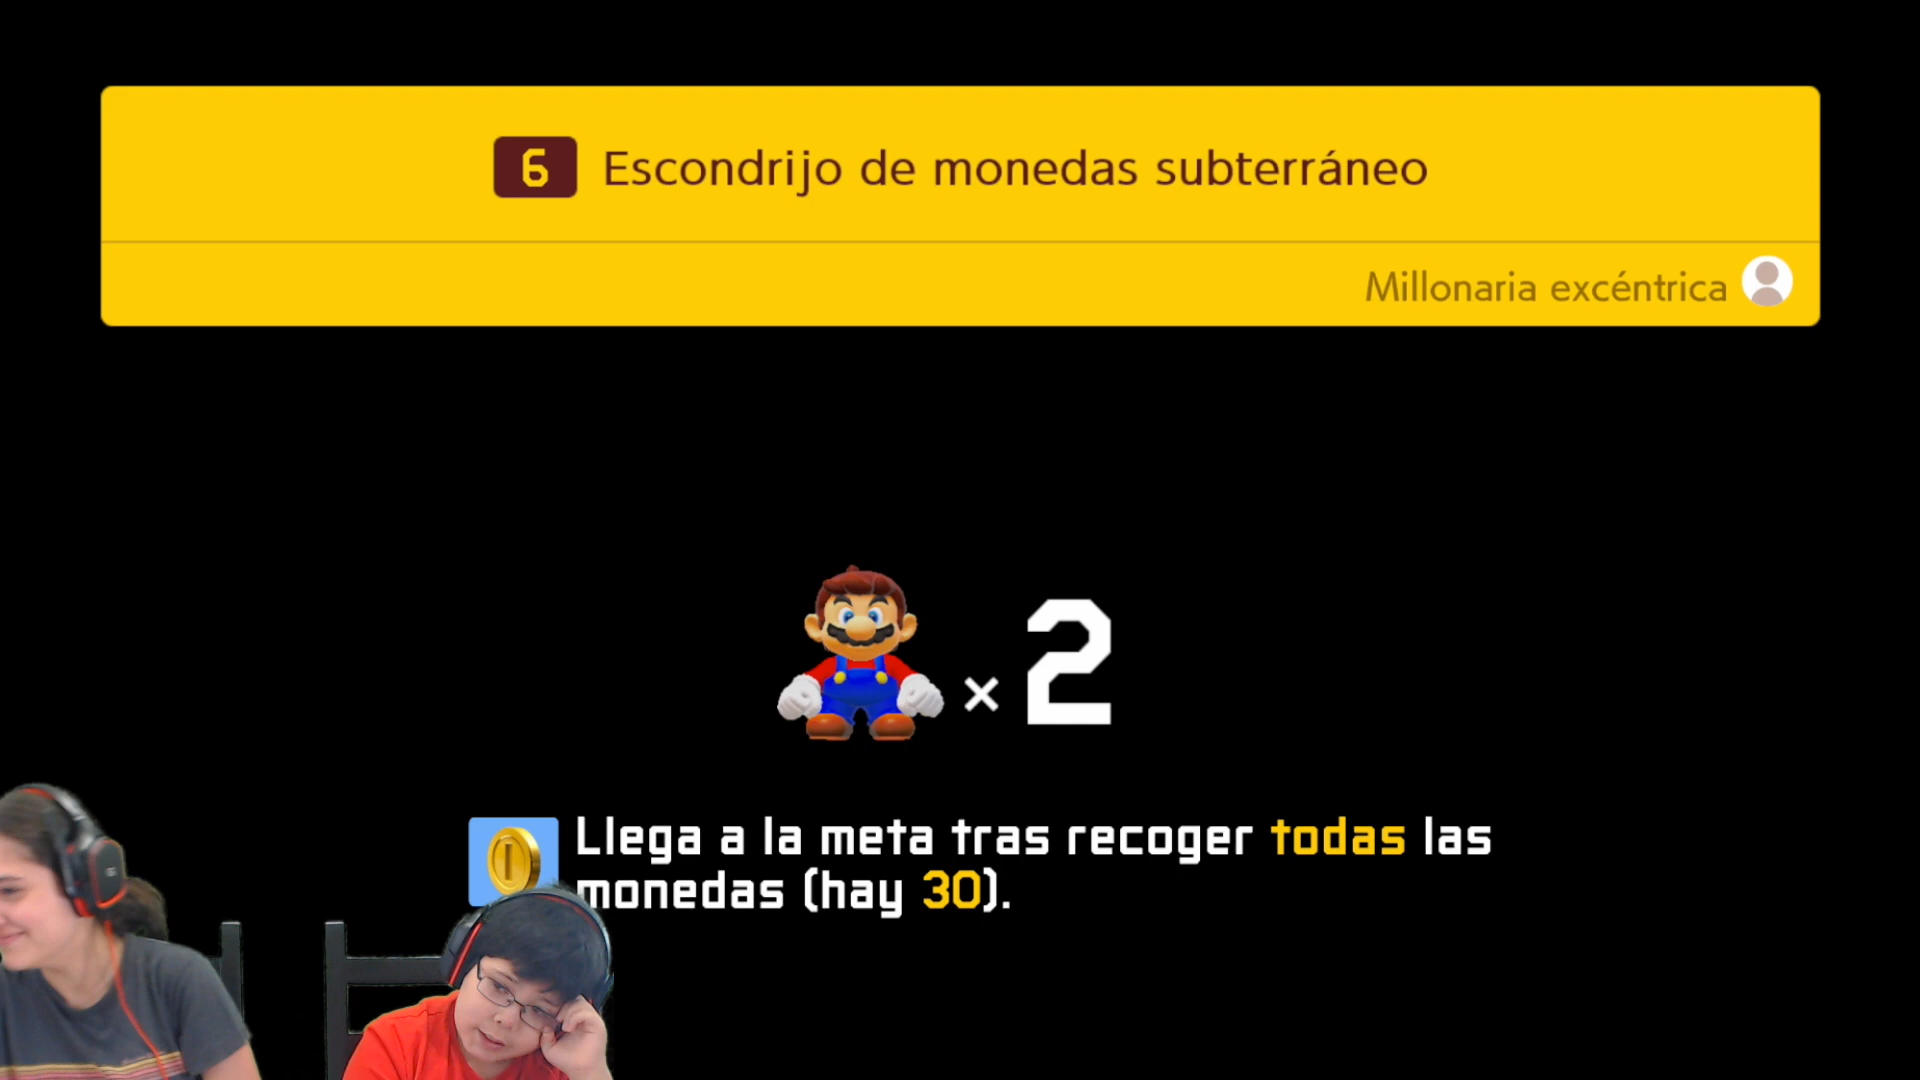 6 Escondrijo de monedas subterráneo
Millonaria excéntrica
× 2
Llega a la meta tras recoger todas las
monedas (hay 30).